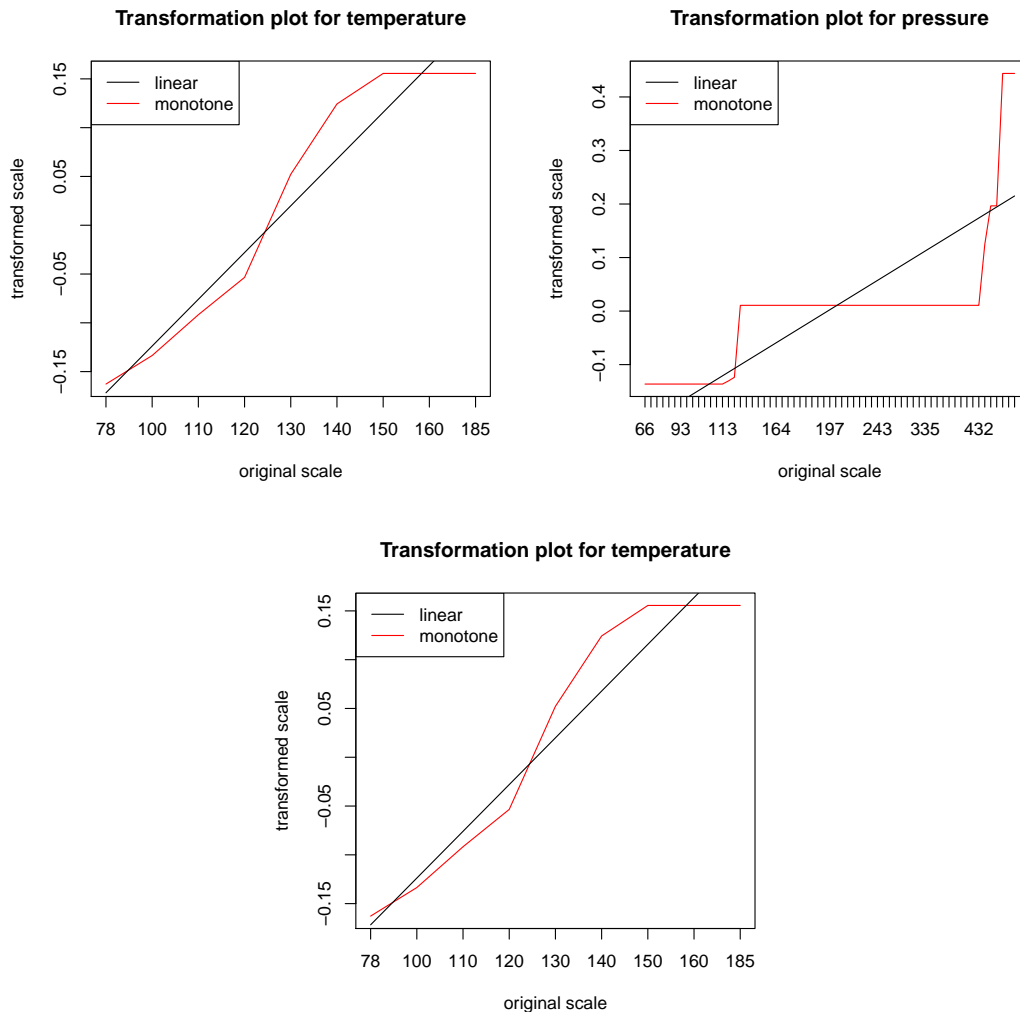 Transformation plot for temperature
linear
monotone
transformed scale
0.15
0.05
−0.05
−0.15
78 100 110 120 130 140 150 160 185
original scale
Transformation plot for pressure
linear
monotone
transformed scale
0.4
0.3
0.2
0.1
0.0
−0.1
66 93 113 164 197 243 335 432
original scale
Transformation plot for temperature
linear
monotone
transformed scale
0.15
0.05
−0.05
−0.15
78 100 110 120 130 140 150 160 185
original scale